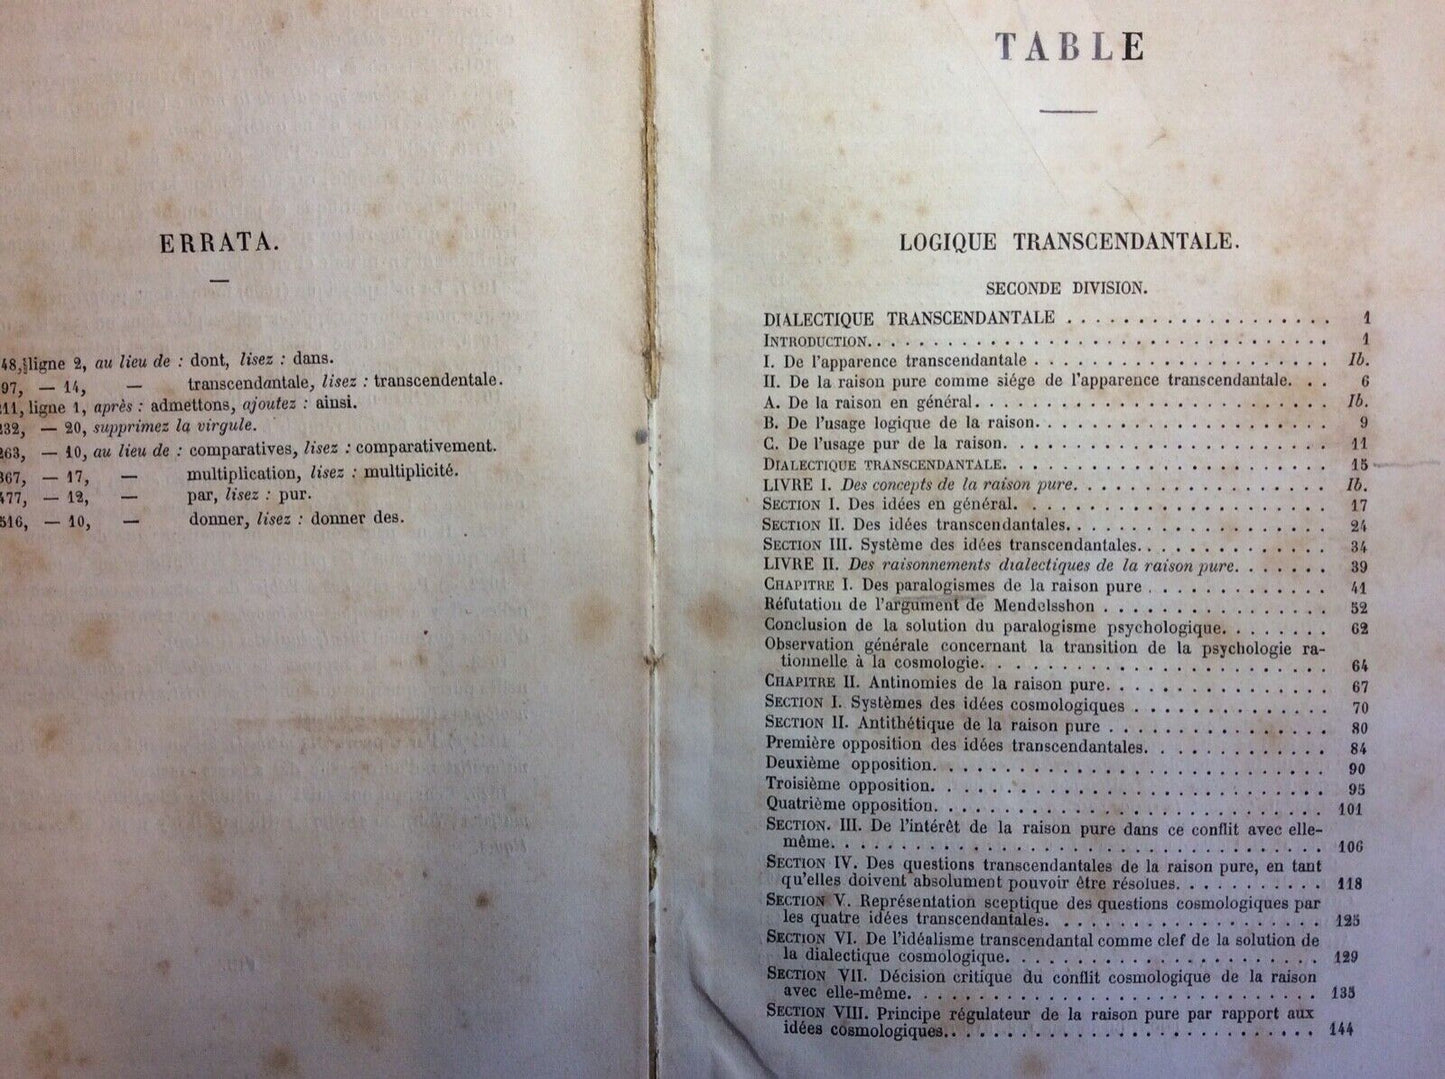 ERRATA.
48, ligne 2, au lieu de : dont, lisez : dans.
97, — 14, — transcendantale, lisez : transcendentale.
211, ligne 1, après : admettons, ajoutez : ainsi.
232, — 20, supprimez la virgule.
263, — 10, au lieu de : comparatives, lisez : comparativement.
367, — 17, — multiplication, lisez : multiplicité.
477, — 12, — par, lisez : pur.
516, — 10, — donner, lisez : donner des.
TABLE
LOGIQUE TRANSCENDANTALE.
SECONDE DIVISION.
DIALECTIQUE TRANSCENDANTALE . . . . . . . . . . . . . . . . . . . 1
INTRODUCTION. . . . . . . . . . . . . . . . . . . . . . . . . . . . . . . . 1
I. De l'apparence transcendantale . . . . . . . . . . . . . . . . . . . . . Ib.
II. De la raison pure comme siége de l'apparence transcendantale. . . 6
A. De la raison en général. . . . . . . . . . . . . . . . . . . . . . . . . Ib.
B. De l'usage logique de la raison. . . . . . . . . . . . . . . . . . . . . 9
C. De l'usage pur de la raison. . . . . . . . . . . . . . . . . . . . . . . 11
DIALECTIQUE TRANSCENDANTALE. . . . . . . . . . . . . . . . . . . . . . . 15
LIVRE I. Des concepts de la raison pure. . . . . . . . . . . . . . . . . . Ib.
SECTION I. Des idées en général. . . . . . . . . . . . . . . . . . . . . . 17
SECTION II. Des idées transcendantales. . . . . . . . . . . . . . . . . . . 24
SECTION III. Système des idées transcendantales. . . . . . . . . . . . . . 34
LIVRE II. Des raisonnements dialectiques de la raison pure. . . . . . . 39
CHAPITRE I. Des paralogismes de la raison pure . . . . . . . . . . . . . 41
Réfutation de l'argument de Mendelsshon . . . . . . . . . . . . . . . . 52
Conclusion de la solution du paralogisme psychologique. . . . . . . . 62
Observation générale concernant la transition de la psychologie ra-
tionnelle à la cosmologie. . . . . . . . . . . . . . . . . . . . . . . . 64
CHAPITRE II. Antinomies de la raison pure. . . . . . . . . . . . . . . . 67
SECTION I. Systèmes des idées cosmologiques . . . . . . . . . . . . . . 70
SECTION II. Antithétique de la raison pure . . . . . . . . . . . . . . . . 80
Première opposition des idées transcendantales. . . . . . . . . . . . . 84
Deuxième opposition. . . . . . . . . . . . . . . . . . . . . . . . . . . . 90
Troisième opposition. . . . . . . . . . . . . . . . . . . . . . . . . . . . 95
Quatrième opposition. . . . . . . . . . . . . . . . . . . . . . . . . . . . 101
SECTION. III. De l'intérêt de la raison pure dans ce conflit avec elle-
même. . . . . . . . . . . . . . . . . . . . . . . . . . . . . . . . . . . . 106
SECTION IV. Des questions transcendantales de la raison pure, en tant
qu'elles doivent absolument pouvoir être résolues. . . . . . . . . . . 118
SECTION V. Représentation sceptique des questions cosmologiques par
les quatre idées transcendantales. . . . . . . . . . . . . . . . . . . . 125
SECTION VI. De l'idéalisme transcendantal comme clef de la solution de
la dialectique cosmologique. . . . . . . . . . . . . . . . . . . . . . . 129
SECTION VII. Décision critique du conflit cosmologique de la raison
avec elle-même. . . . . . . . . . . . . . . . . . . . . . . . . . . . . . 135
SECTION VIII. Principe régulateur de la raison pure par rapport aux
idées cosmologiques. . . . . . . . . . . . . . . . . . . . . . . . . . . 144